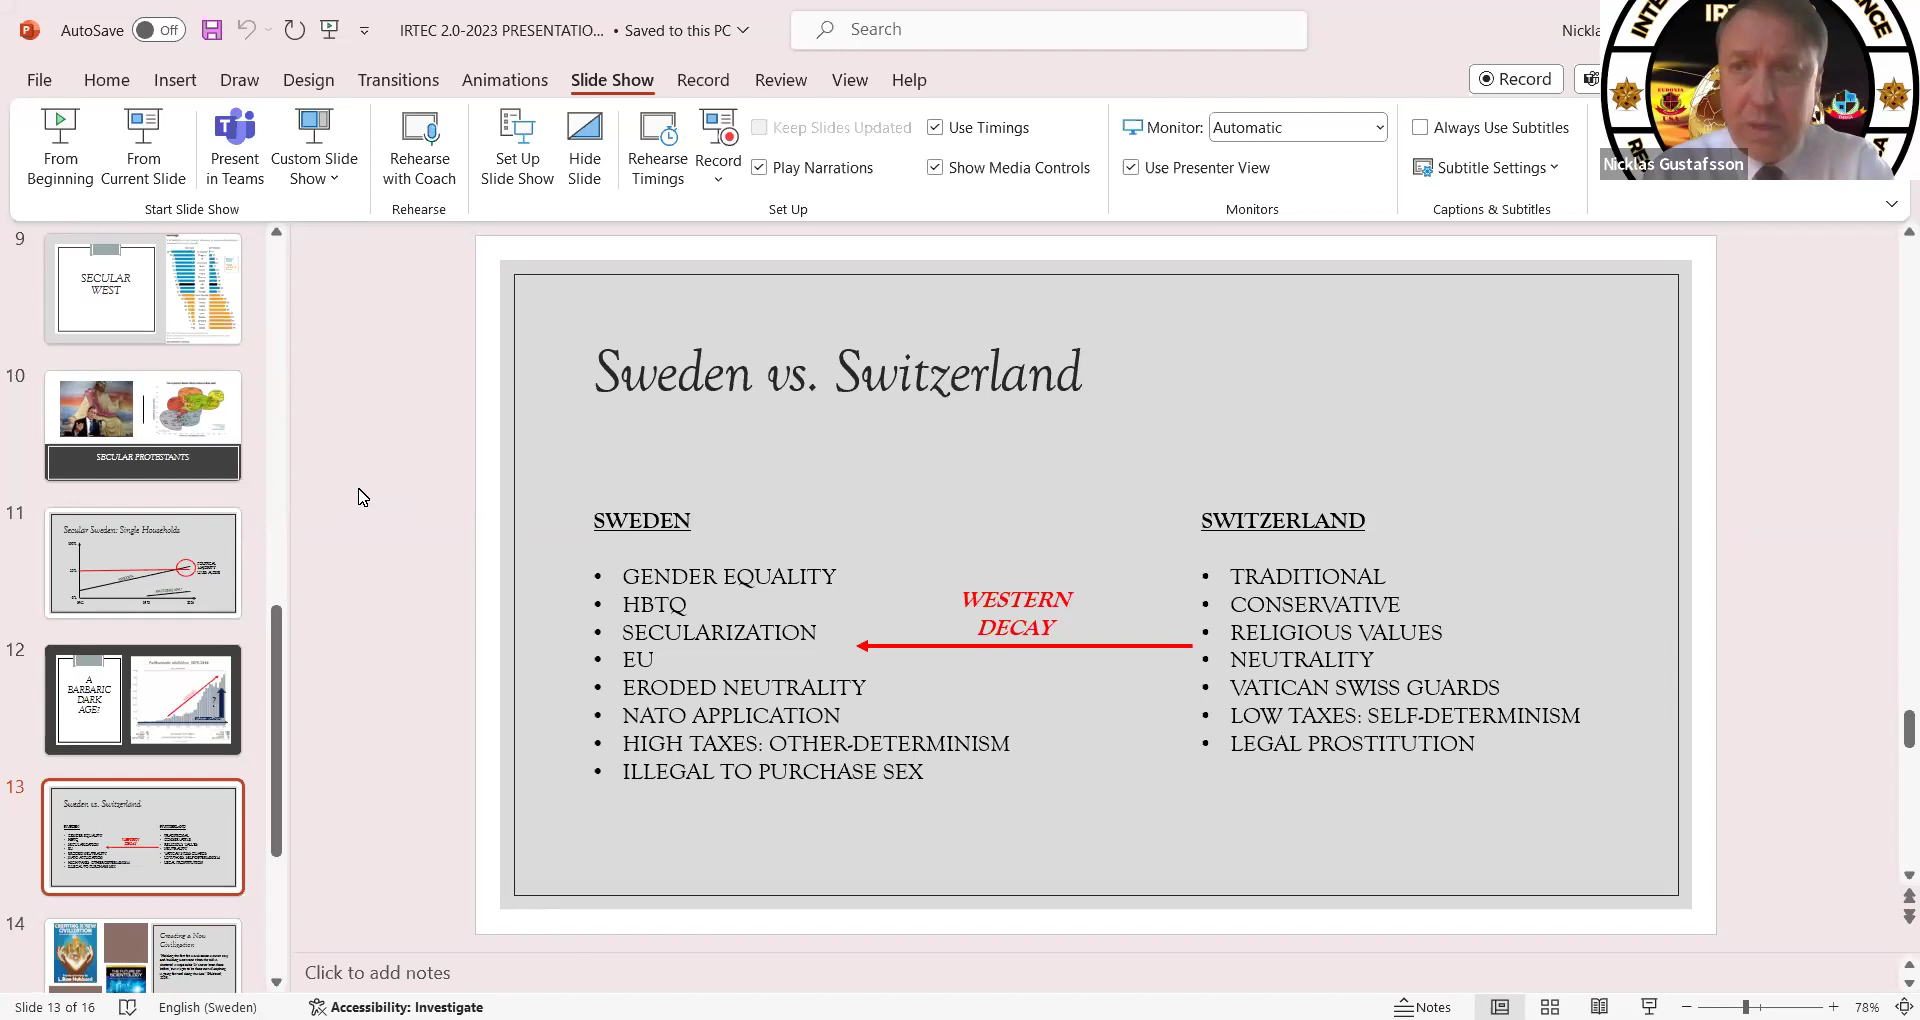 AutoSave
Off
IRTEC 2.0-2023 PRESENTATIO... • Saved to this PC
Search
Nickla
File
Home
Insert
Draw
Design
Transitions
Animations
Slide Show
Record
Review
View
Help
Record
From
Beginning
From
Current Slide
Present
in Teams
Custom Slide
Show
Start Slide Show
Rehearse
with Coach
Rehearse
Set Up
Slide Show
Hide
Slide
Rehearse
Timings
Record
Keep Slides Updated
Use Timings
Play Narrations
Show Media Controls
Set Up
Monitor:
Automatic
Use Presenter View
Monitors
Always Use Subtitles
Subtitle Settings
Captions & Subtitles
Nicklas Gustafsson
9
SECULAR
WEST
10
SECULAR PROTESTANTS
11
Secular Sweden: Single Households
12
A
BARBARIC
DARK
AGE?
?
13
Sweden vs. Switzerland
14
Creating a New
Civilization
Sweden vs. Switzerland
SWEDEN
• GENDER EQUALITY
• HBTQ
• SECULARIZATION
• EU
• ERODED NEUTRALITY
• NATO APPLICATION
• HIGH TAXES: OTHER-DETERMINISM
• ILLEGAL TO PURCHASE SEX
WESTERN
DECAY
SWITZERLAND
• TRADITIONAL
• CONSERVATIVE
• RELIGIOUS VALUES
• NEUTRALITY
• VATICAN SWISS GUARDS
• LOW TAXES: SELF-DETERMINISM
• LEGAL PROSTITUTION
Click to add notes
Slide 13 of 16
English (Sweden)
Accessibility: Investigate
Notes
78%